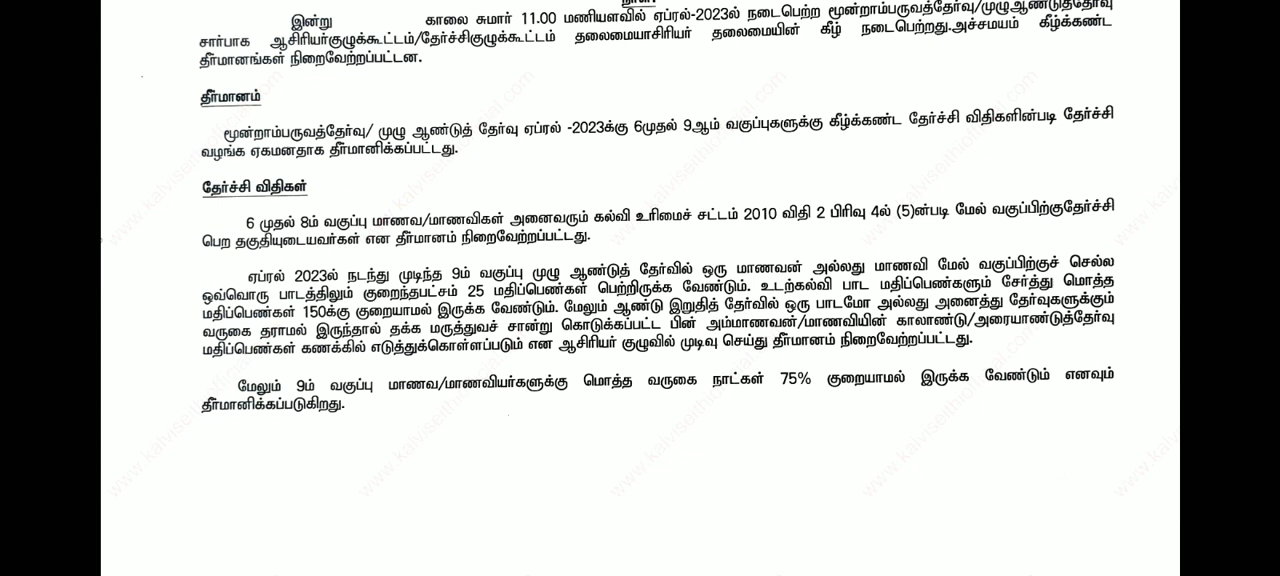 நாள்:
இன்று காலை சுமார் 11.00 மணியளவில் ஏப்ரல்-2023ல் நடைபெற்ற மூன்றாம்பருவத்தேர்வு/முழுஆண்டுத்தேர்வு
சார்பாக ஆசிரியர்குழுக்கூட்டம்/தேர்ச்சிகுழுக்கூட்டம் தலைமையாசிரியர் தலைமையின் கீழ் நடைபெற்றது.அச்சமயம் கீழ்க்கண்ட
தீர்மானங்கள் நிறைவேற்றப்பட்டன.
தீர்மானம்
மூன்றாம்பருவத்தேர்வு/ முழு ஆண்டுத் தேர்வு ஏப்ரல் -2023க்கு 6முதல் 9ஆம் வகுப்புகளுக்கு கீழ்க்கண்ட தேர்ச்சி விதிகளின்படி தேர்ச்சி
வழங்க ஏகமனதாக தீர்மானிக்கப்பட்டது.
தேர்ச்சி விதிகள்
6 முதல் 8ம் வகுப்பு மாணவ/மாணவிகள் அனைவரும் கல்வி உரிமைச் சட்டம் 2010 விதி 2 பிரிவு 4ல் (5)ன்படி மேல் வகுப்பிற்குதேர்ச்சி
பெற தகுதியுடையவர்கள் என தீர்மானம் நிறைவேற்றப்பட்டது.
ஏப்ரல் 2023ல் நடந்து முடிந்த 9ம் வகுப்பு முழு ஆண்டுத் தேர்வில் ஒரு மாணவன் அல்லது மாணவி மேல் வகுப்பிற்குச் செல்ல
ஒவ்வொரு பாடத்திலும் குறைந்தபட்சம் 25 மதிப்பெண்கள் பெற்றிருக்க வேண்டும். உடற்கல்வி பாட மதிப்பெண்களும் சேர்த்து மொத்த
மதிப்பெண்கள் 150க்கு குறையாமல் இருக்க வேண்டும். மேலும் ஆண்டு இறுதித் தேர்வில் ஒரு பாடமோ அல்லது அனைத்து தேர்வுகளுக்கும்
வருகை தராமல் இருந்தால் தக்க மருத்துவச் சான்று கொடுக்கப்பட்ட பின் அம்மாணவன்/மாணவியின் காலாண்டு/அரையாண்டுத்தேர்வு
மதிப்பெண்கள் கணக்கில் எடுத்துக்கொள்ளப்படும் என ஆசிரியர் குழுவில் முடிவு செய்து தீர்மானம் நிறைவேற்றப்பட்டது.
மேலும் 9ம் வகுப்பு மாணவ/மாணவியர்களுக்கு மொத்த வருகை நாட்கள் 75% குறையாமல் இருக்க வேண்டும் எனவும்
தீர்மானிக்கப்படுகிறது.